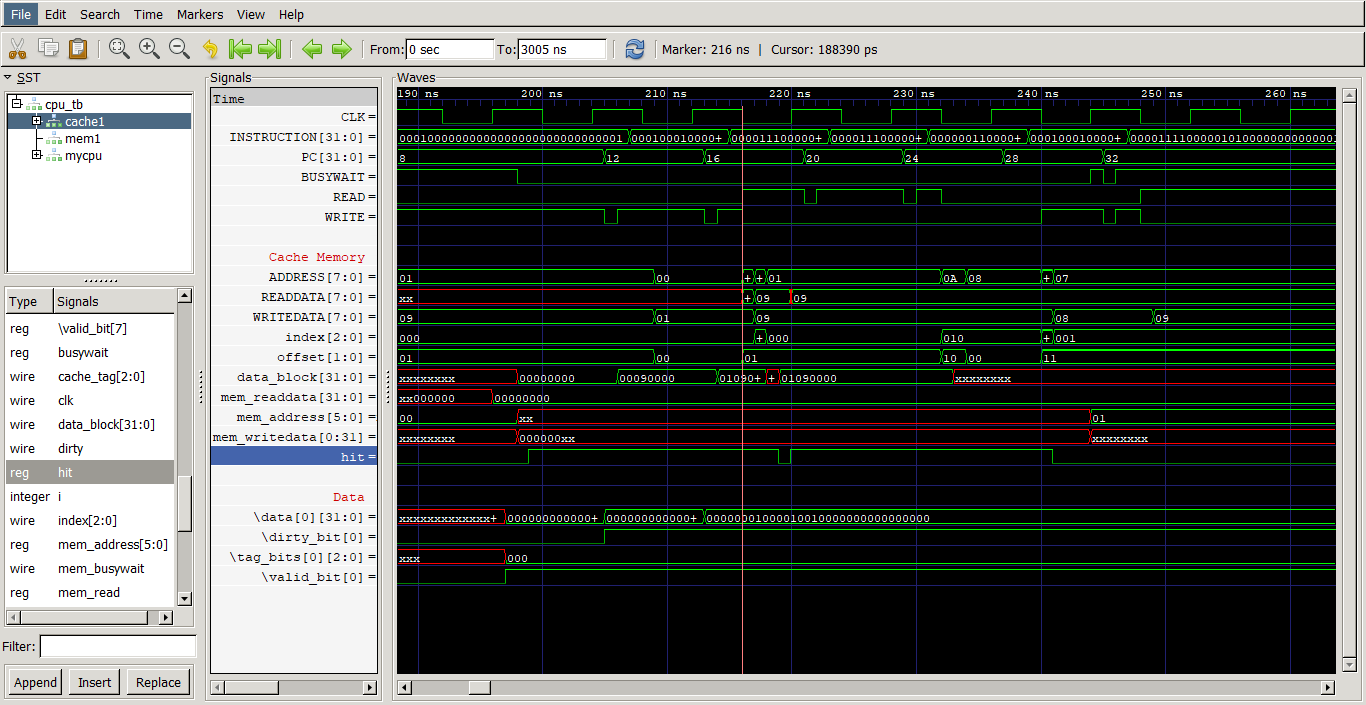 File Edit Search Time Markers View Help
From: 0 sec To: 3005 ns Marker: 216 ns | Cursor: 188390 ps
SST
cpu_tb
cache1
mem1
mycpu
Type Signals
reg \valid_bit[7]
reg busywait
wire cache_tag[2:0]
wire clk
wire data_block[31:0]
wire dirty
reg hit
integer i
wire index[2:0]
reg mem_address[5:0]
wire mem_busywait
reg mem_read
Filter:
Append Insert Replace
Signals
Time
CLK =
INSTRUCTION[31:0] =
PC[31:0] =
BUSYWAIT =
READ =
WRITE =
Cache Memory
ADDRESS[7:0] =
READDATA[7:0] =
WRITEDATA[7:0] =
index[2:0] =
offset[1:0] =
data_block[31:0] =
mem_readdata[31:0] =
mem_address[5:0] =
mem_writedata[0:31] =
hit =
Data
\data[0][31:0] =
\dirty_bit[0] =
\tag_bits[0][2:0] =
\valid_bit[0] =
Waves
190 ns 200 ns 210 ns 220 ns 230 ns 240 ns 250 ns 260 ns
000100010000+ 000011100000+ 000011100000+ 000000110000+ 000100010000+
8 12 16 20 24 28 32
01 00 + + 01 0A 08 + 07
xx + 09 09
09 01 09 08 09
000 + 000 010 + 001
01 00 01 10 00 11
xxxxxxxx 00000000 00090000 01090+ + 01090000 xxxxxxxx
xx000000 00000000
00 xx 01
xxxxxxxx 000000xx xxxxxxxx
xxxxxxxxxxxxx+ 000000000000+ 000000000000+ 00000001000010010000000000000000
xxx 000